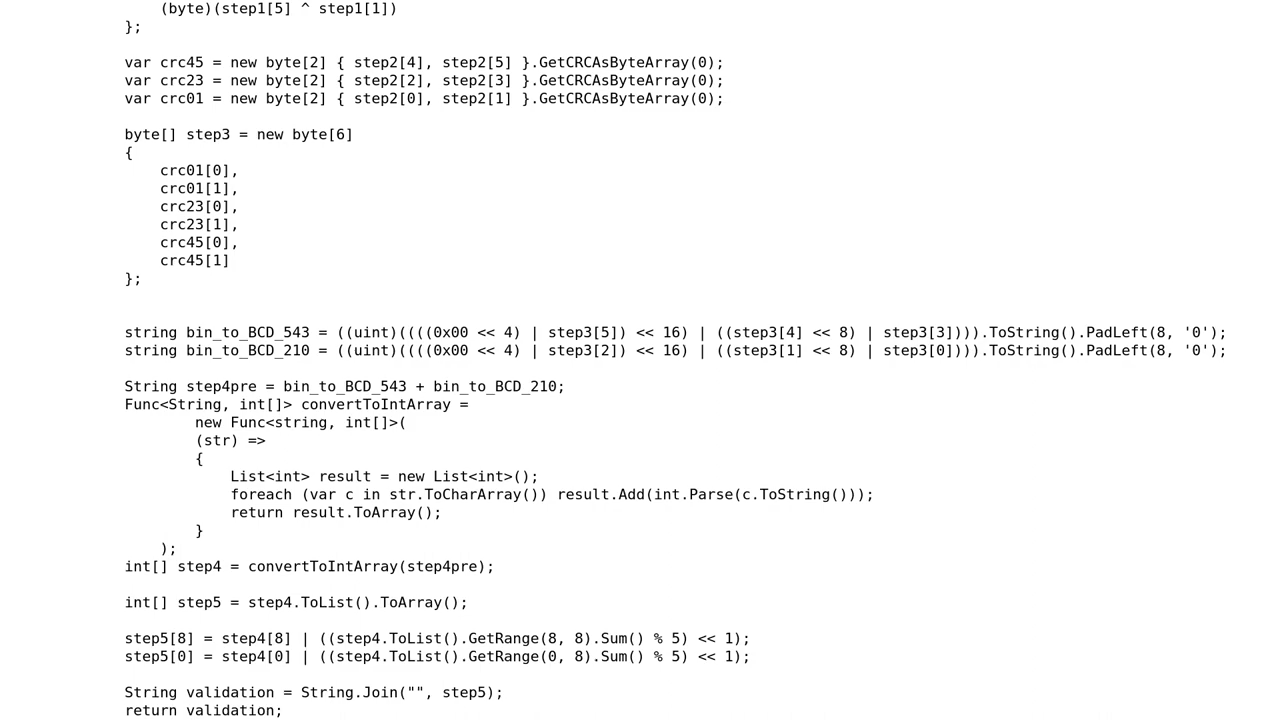 (byte)(step1[5] ^ step1[1])
};
var crc45 = new byte[2] { step2[4], step2[5] }.GetCRCAsByteArray(0);
var crc23 = new byte[2] { step2[2], step2[3] }.GetCRCAsByteArray(0);
var crc01 = new byte[2] { step2[0], step2[1] }.GetCRCAsByteArray(0);
byte[] step3 = new byte[6]
{
crc01[0],
crc01[1],
crc23[0],
crc23[1],
crc45[0],
crc45[1]
};
string bin_to_BCD_543 = ((uint)((((0x00 << 4) | step3[5]) << 16) | ((step3[4] << 8) | step3[3]))).ToString().PadLeft(8, '0');
string bin_to_BCD_210 = ((uint)((((0x00 << 4) | step3[2]) << 16) | ((step3[1] << 8) | step3[0]))).ToString().PadLeft(8, '0');
String step4pre = bin_to_BCD_543 + bin_to_BCD_210;
Func<String, int[]> convertToIntArray =
new Func<string, int[]>(
(str) =>
{
List<int> result = new List<int>();
foreach (var c in str.ToCharArray()) result.Add(int.Parse(c.ToString()));
return result.ToArray();
}
);
int[] step4 = convertToIntArray(step4pre);
int[] step5 = step4.ToList().ToArray();
step5[8] = step4[8] | ((step4.ToList().GetRange(8, 8).Sum() % 5) << 1);
step5[0] = step4[0] | ((step4.ToList().GetRange(0, 8).Sum() % 5) << 1);
String validation = String.Join("", step5);
return validation;